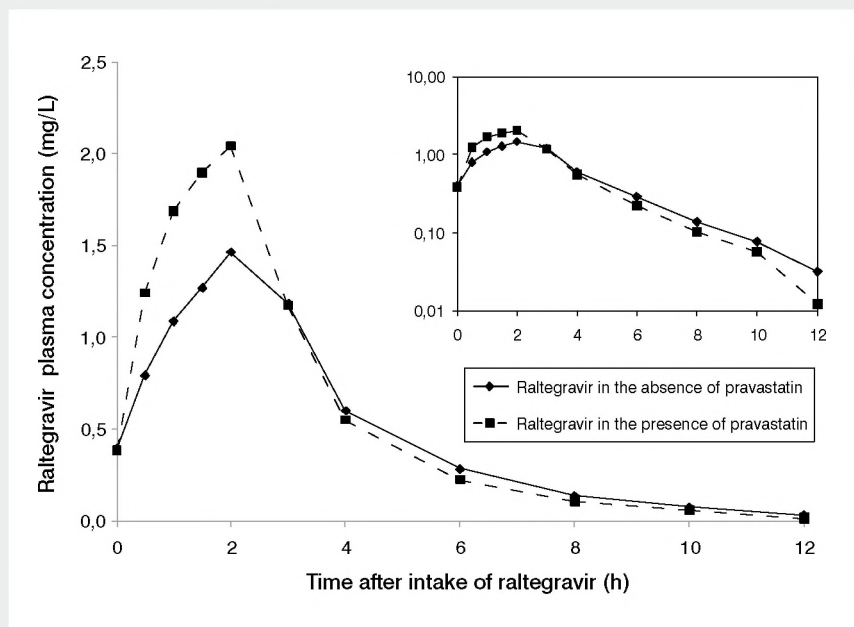 2,5
2,0
1,5
1,0
0,5
0,0
Raltegravir plasma concentration (mg/L)
0 2 4 6 8 10 12
Time after intake of raltegravir (h)
10,00
1,00
0,10
0,01
0 2 4 6 8 10 12
Raltegravir in the absence of pravastatin
Raltegravir in the presence of pravastatin